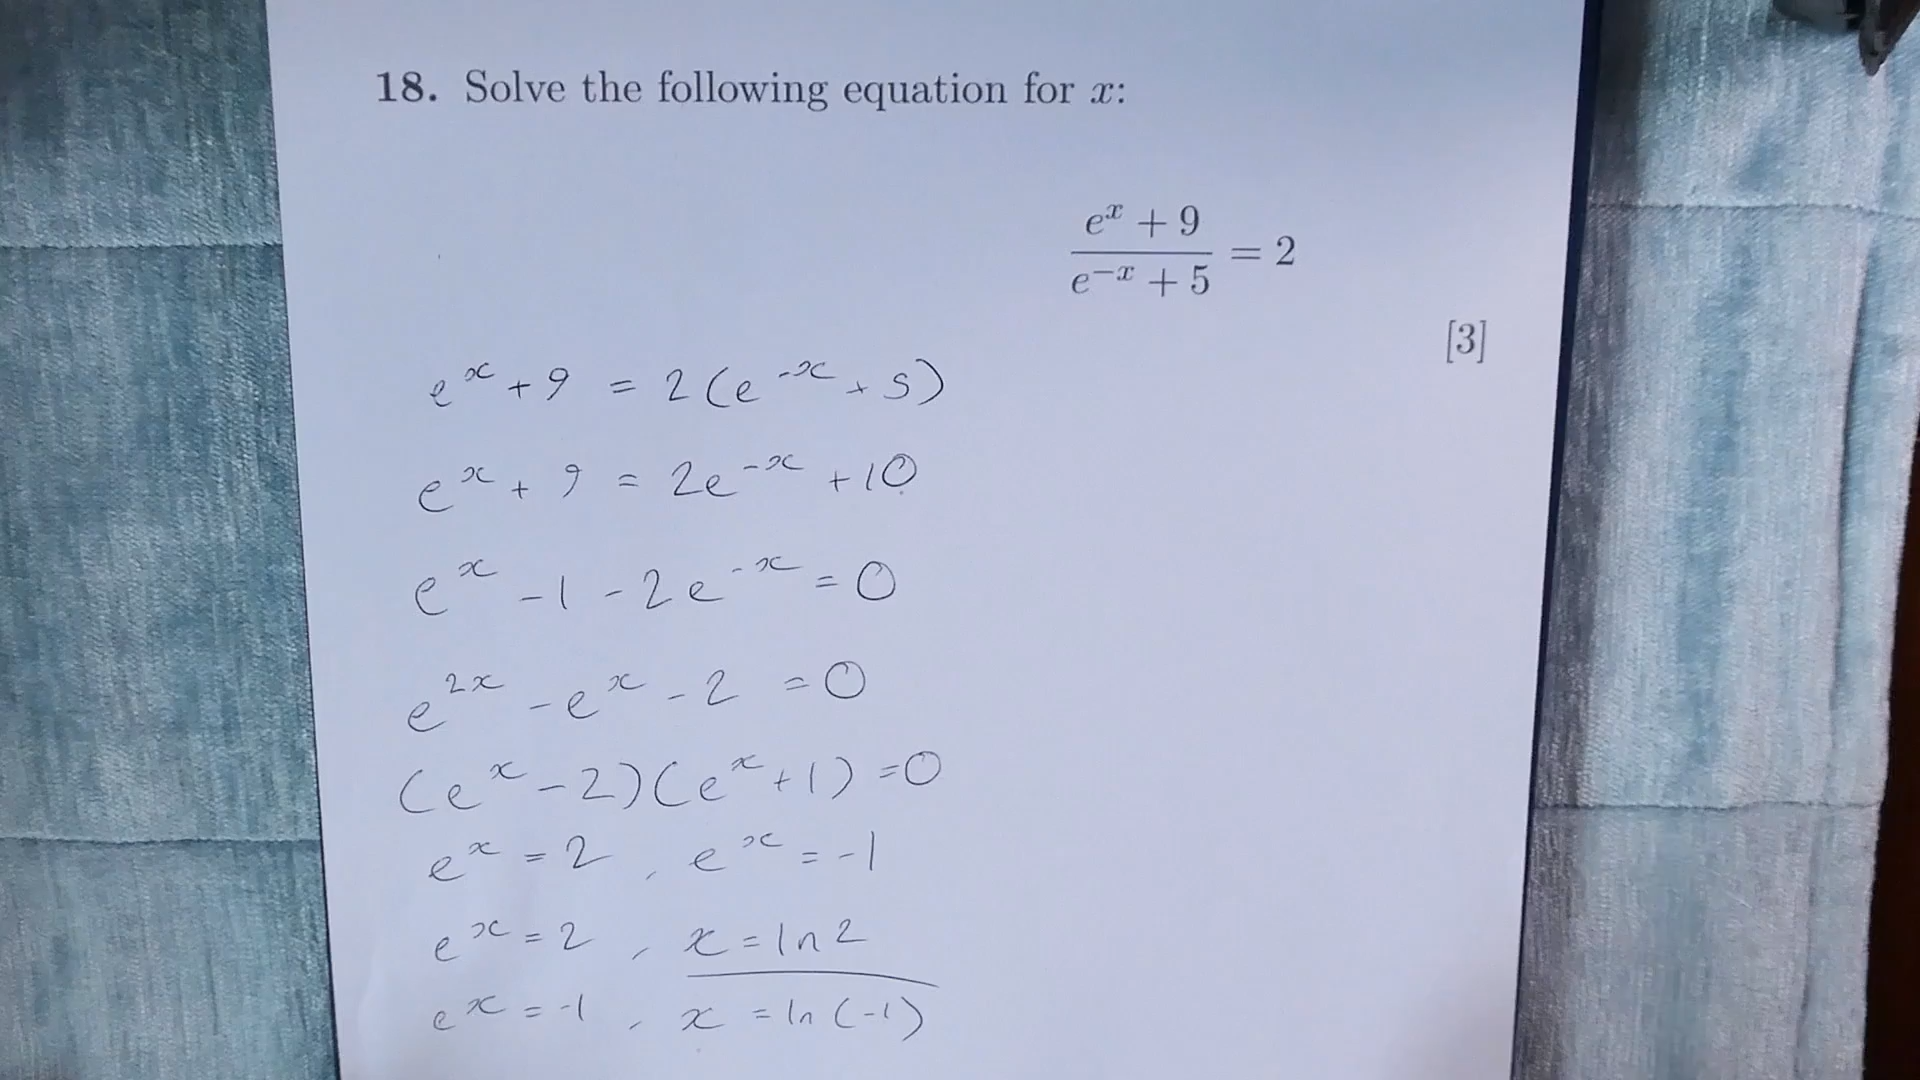 18. Solve the following equation for x:
e^x + 9
———— = 2
e^{-x} + 5
[3]
e^x + 9 = 2(e^{-x} + 5)
e^x + 9 = 2e^{-x} + 10
e^x - 1 - 2e^{-x} = 0
e^{2x} - e^x - 2 = 0
(e^x - 2)(e^x + 1) = 0
e^x = 2 , e^x = -1
e^x = 2 , x = ln 2
e^x = -1 , x = ln(-1)